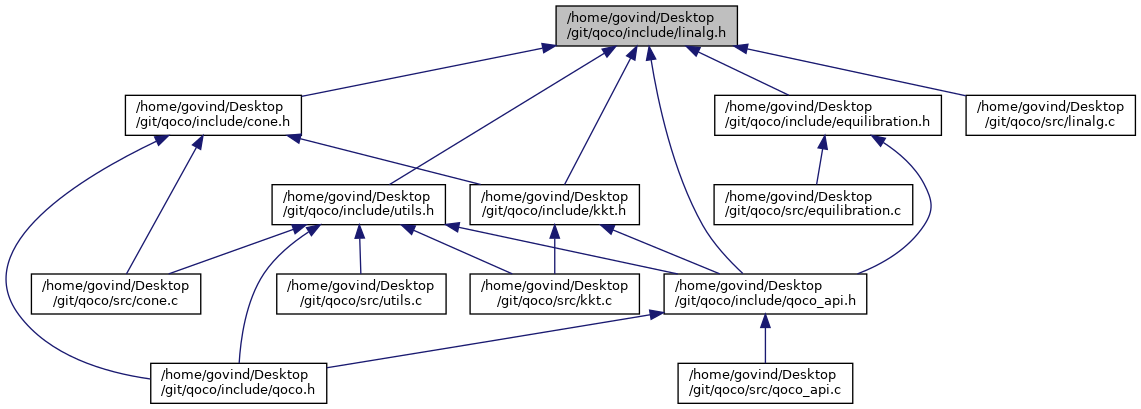 /home/govind/Desktop
/git/qoco/include/linalg.h
/home/govind/Desktop
/git/qoco/include/cone.h
/home/govind/Desktop
/git/qoco/include/equilibration.h
/home/govind/Desktop
/git/qoco/src/linalg.c
/home/govind/Desktop
/git/qoco/include/utils.h
/home/govind/Desktop
/git/qoco/include/kkt.h
/home/govind/Desktop
/git/qoco/src/equilibration.c
/home/govind/Desktop
/git/qoco/src/cone.c
/home/govind/Desktop
/git/qoco/src/utils.c
/home/govind/Desktop
/git/qoco/src/kkt.c
/home/govind/Desktop
/git/qoco/include/qoco_api.h
/home/govind/Desktop
/git/qoco/include/qoco.h
/home/govind/Desktop
/git/qoco/src/qoco_api.c